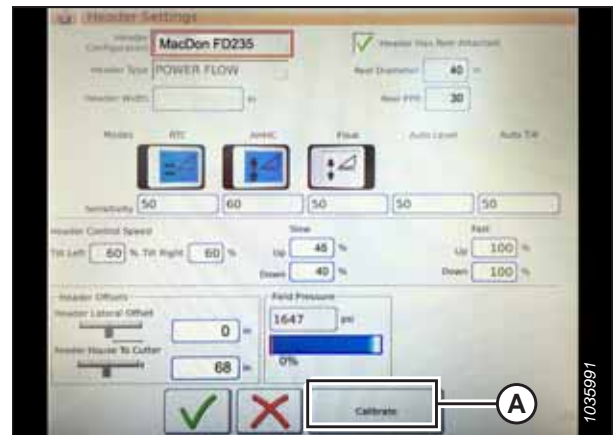 Header Settings
Header Configuration MacDon FD235
Header Has Reel Attached
Header Type POWER FLOW
Reel Diameter 40 in
Header Width in
Reel PPR 30
Modes RTC AHHC Float Auto Level Auto Tilt
Sensitivity 50 60 50 50 50
Header Control Speed
Slow
Fast
Tilt Left 60 % Tilt Right 60 %
Up 45 %
Up 100 %
Down 40 %
Down 100 %
Header Offsets
Field Pressure
Header Lateral Offset
1647 psi
0 in
Feeder House To Cutter
0%
68 in
Calibrate
A
1035991